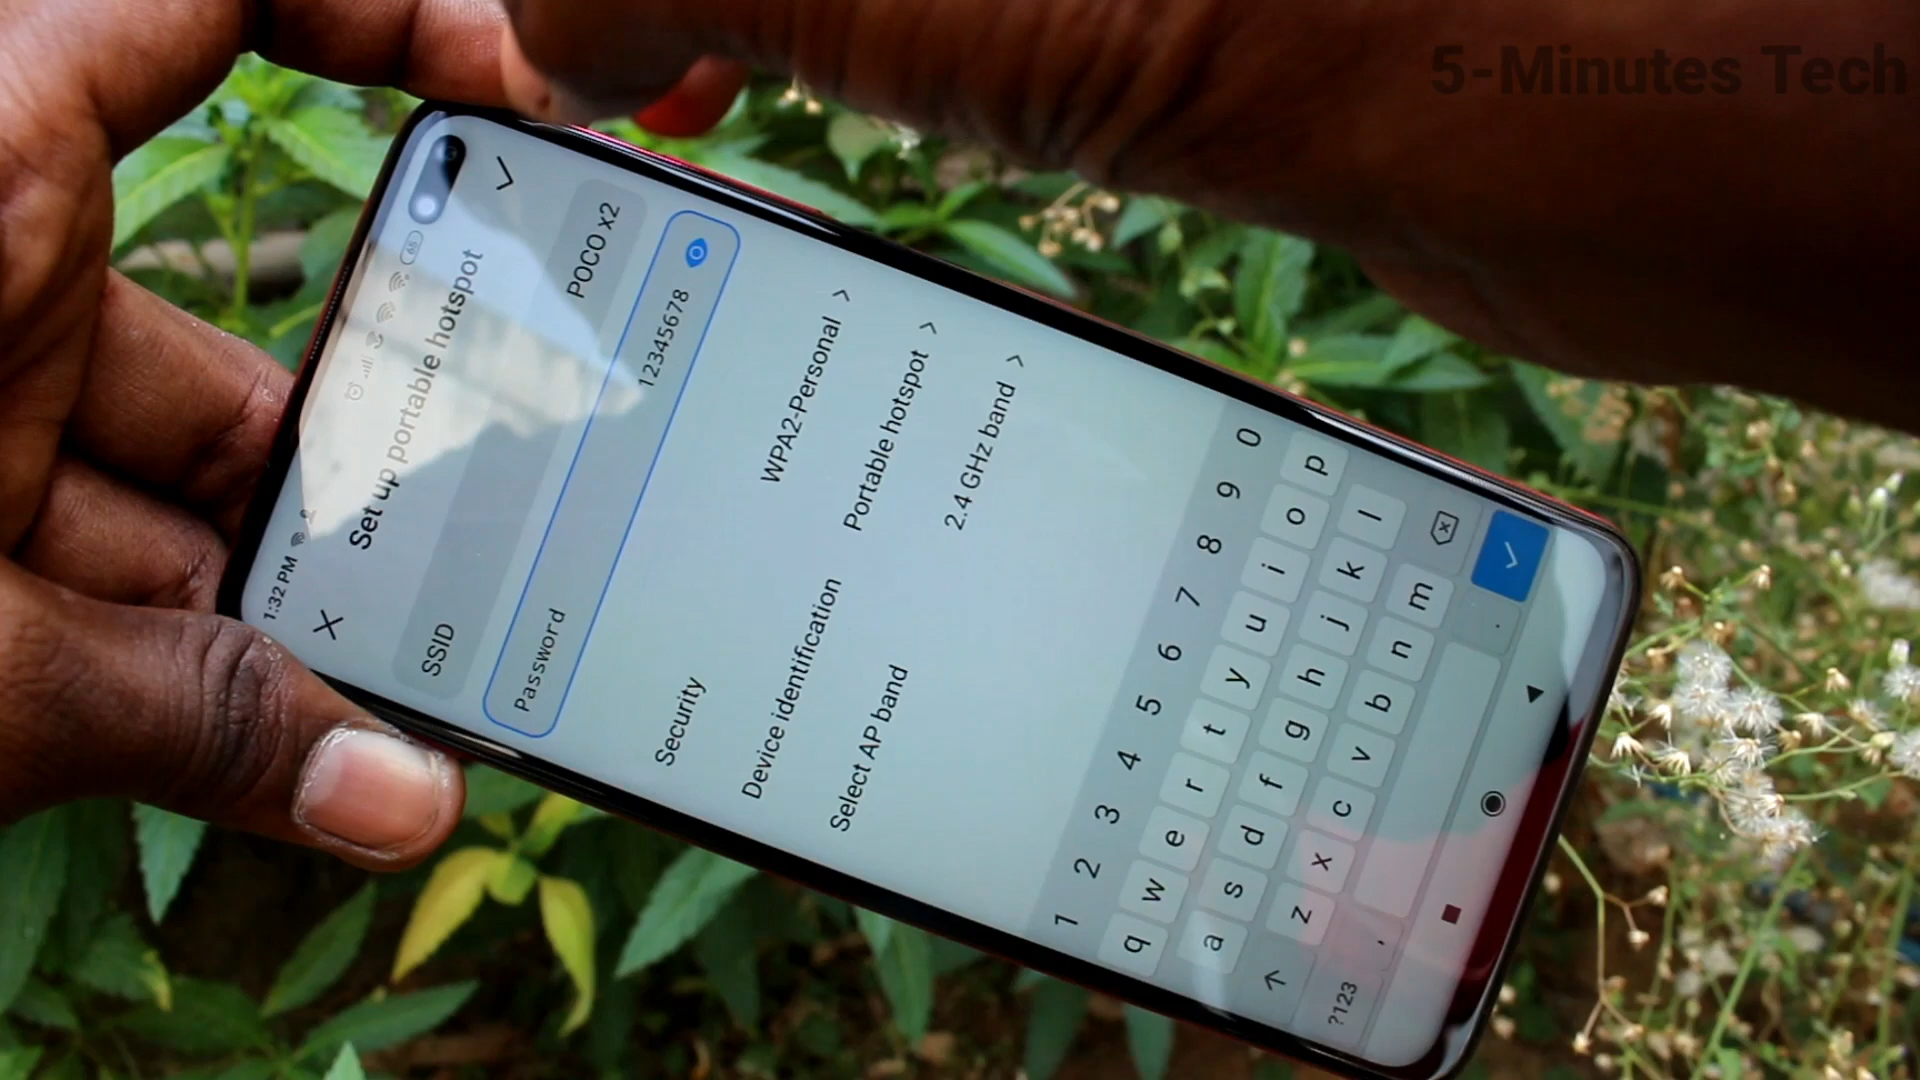 5-Minutes Tech
1:32 PM 65
Set up portable hotspot
SSID POCO x2
Password 12345678
Security WPA2-Personal
Device identification Portable hotspot
Select AP band 2.4 GHz band
1 2 3 4 5 6 7 8 9 0
q w e r t y u i o p
a s d f g h j k l
z x c v b n m
?123 , .